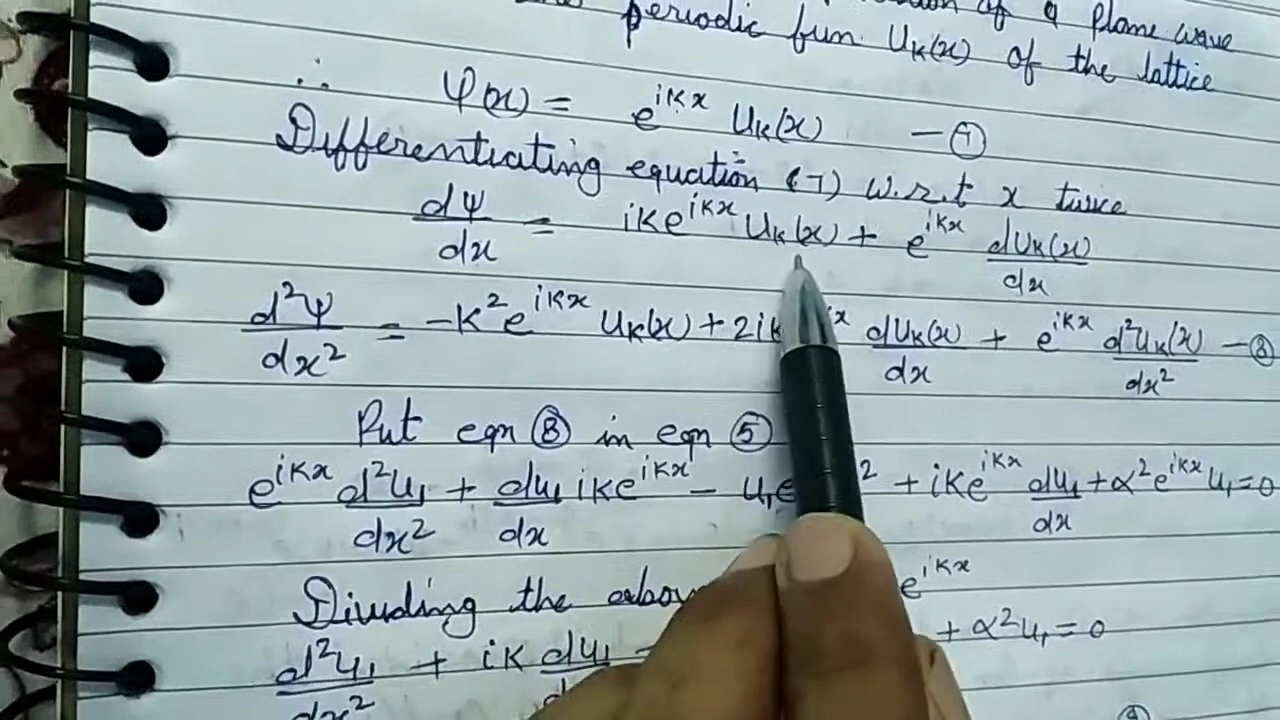 of a plane wave
periodic fun. Uk(x) of the lattice
∴ Ψ(x) = e^{ikx} Uk(x) — ⑦
Differentiating equation (7) w.r.t x twice
dΨ/dx = ike^{ikx} Uk(x) + e^{ikx} dUk(x)/dx
d²Ψ/dx² = -k²e^{ikx} Uk(x) + 2ik dUk(x)/dx + e^{ikx} d²Uk(x)/dx² — ⑧
Put eqn ⑧ in eqn ⑤
e^{ikx} d²u₁/dx² + du₁/dx ike^{ikx} - u₁e ² + ike^{ikx} du₁/dx + α²e^{ikx}u₁ = 0
Dividing the e^{ikx}
d²u₁/dx² + ik du₁ + α²u₁ = 0